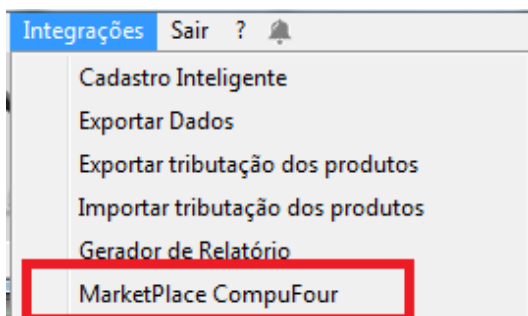 Integrações Sair ?
Cadastro Inteligente
Exportar Dados
Exportar tributação dos produtos
Importar tributação dos produtos
Gerador de Relatório
MarketPlace CompuFour